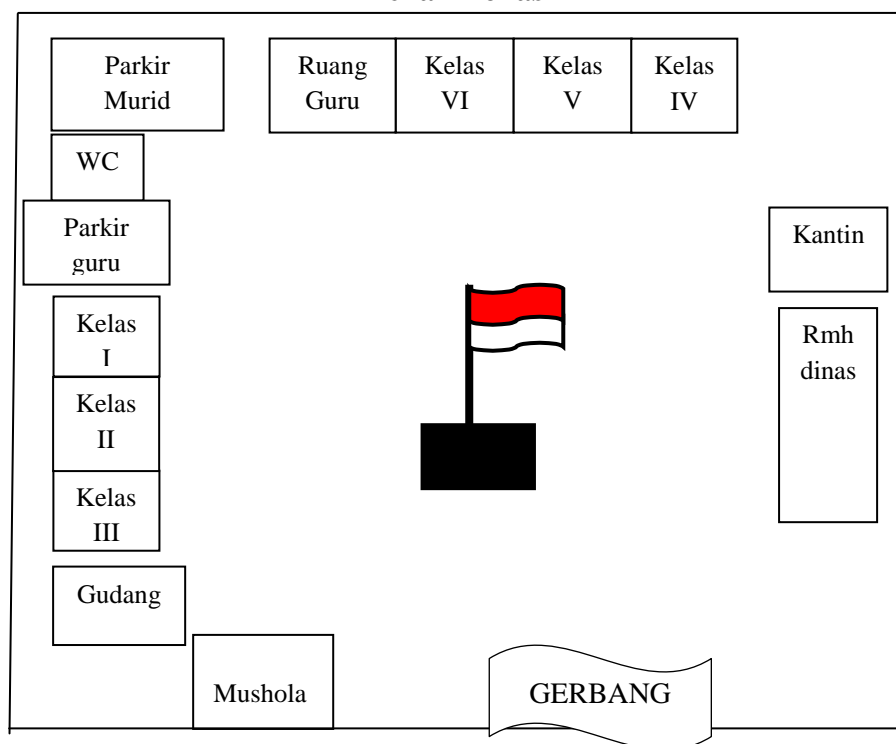 Parkir
Murid
Ruang
Guru
Kelas
VI
Kelas
V
Kelas
IV
WC
Parkir
guru
Kantin
Kelas
I
Rmh
dinas
Kelas
II
Kelas
III
Gudang
Mushola
GERBANG